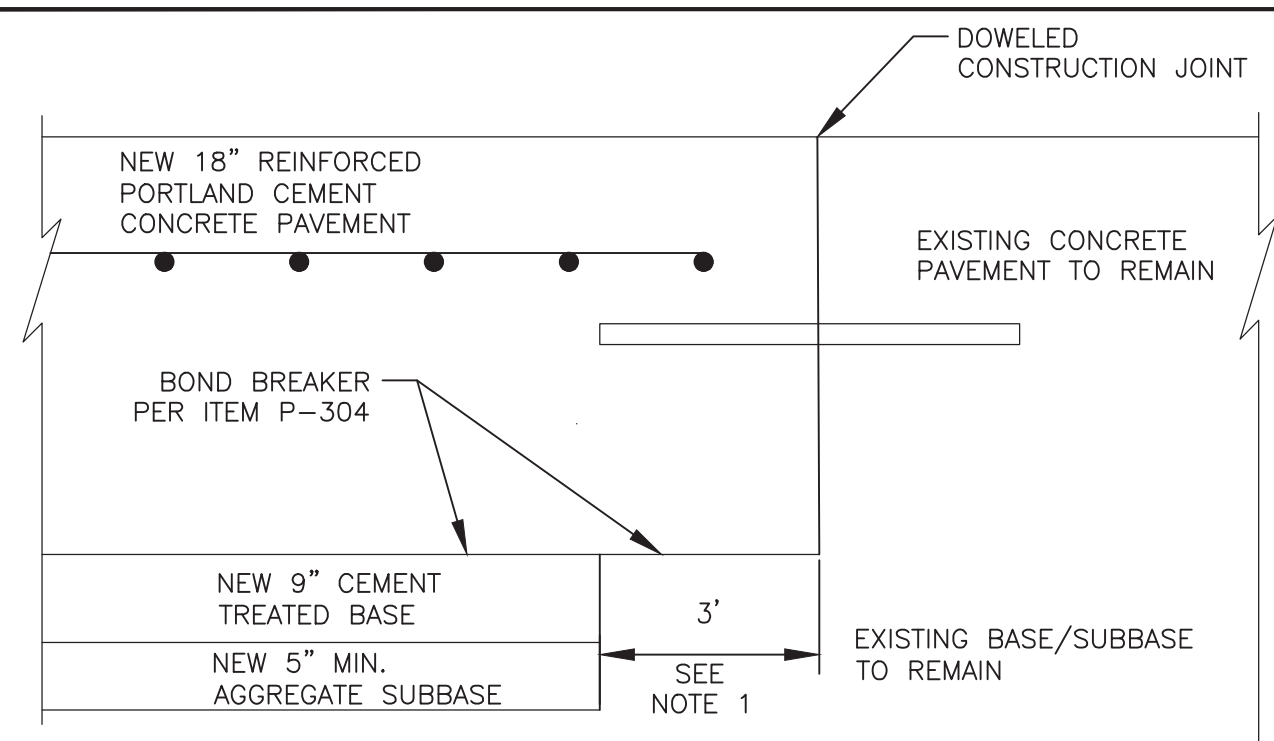 DOWELED
CONSTRUCTION JOINT
NEW 18” REINFORCED
PORTLAND CEMENT
CONCRETE PAVEMENT
EXISTING CONCRETE
PAVEMENT TO REMAIN
BOND BREAKER
PER ITEM P–304
NEW 9” CEMENT
TREATED BASE
3’
NEW 5” MIN.
AGGREGATE SUBBASE
SEE
NOTE 1
EXISTING BASE/SUBBASE
TO REMAIN